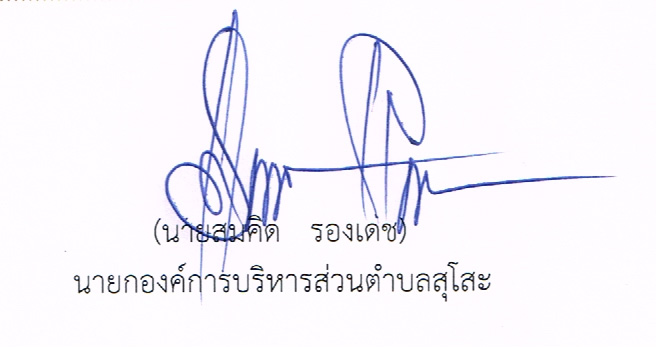 (นายสมคิด รองเดช)
นายกองค์การบริหารส่วนตำบลสุโสะ